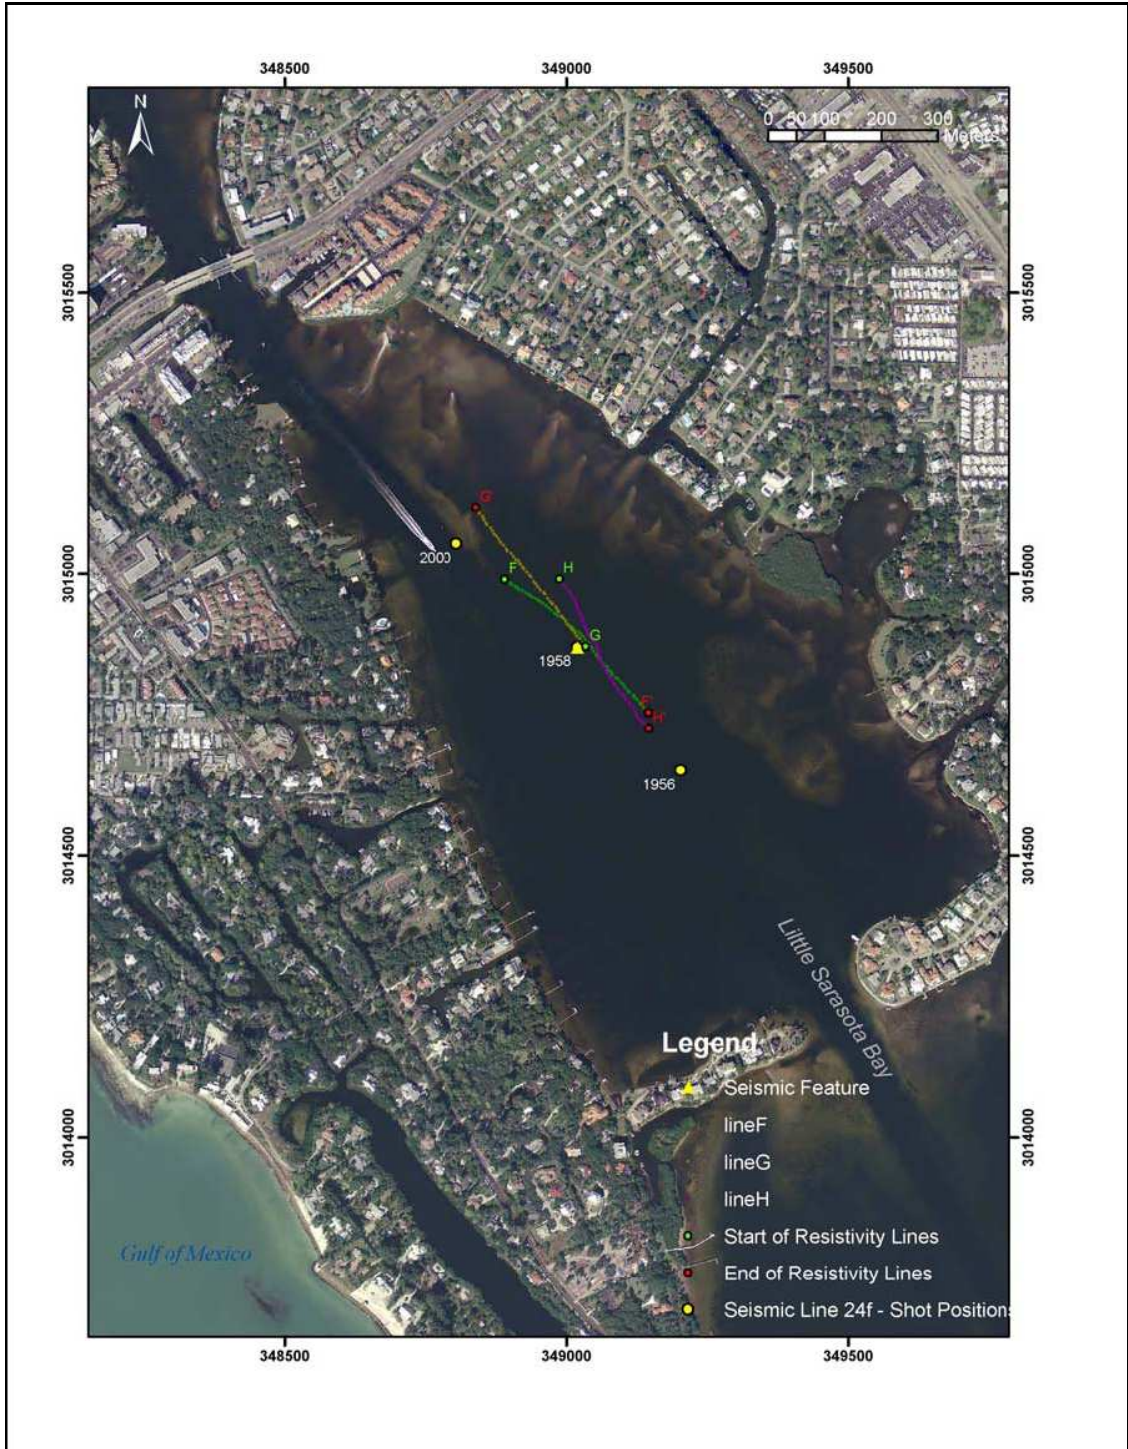 348500 349000 349500
N
0 50 100 200 300
Meters
3015500 3015500
G'
2000
F H
3015000 3015000
G
1958
F'
H'
1956
3014500 3014500
Lilttle Sarasota Bay
Legend
Seismic Feature
lineF
3014000 3014000
lineG
lineH
Start of Resistivity Lines
Gulf of Mexico
End of Resistivity Lines
Seismic Line 24f - Shot Positions
348500 349000 349500